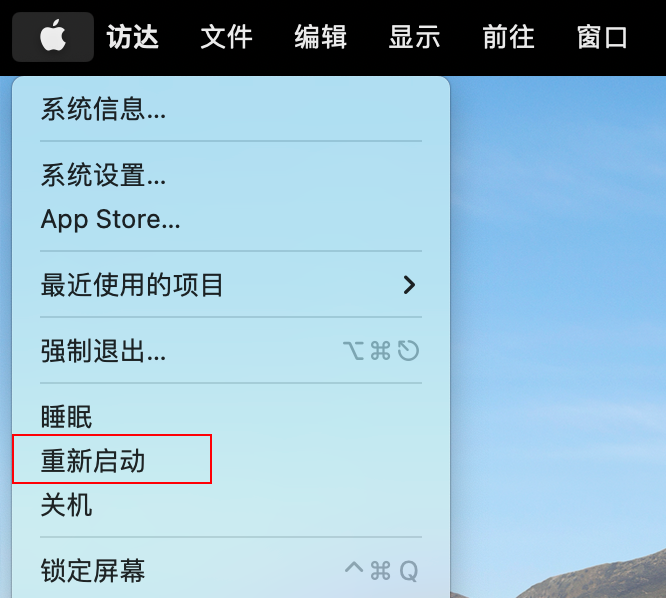 访达 文件 编辑 显示 前往 窗口
系统信息...
系统设置...
App Store...
最近使用的项目
强制退出... ⌥⌘⎋
睡眠
重新启动
关机
锁定屏幕 ^⌘Q